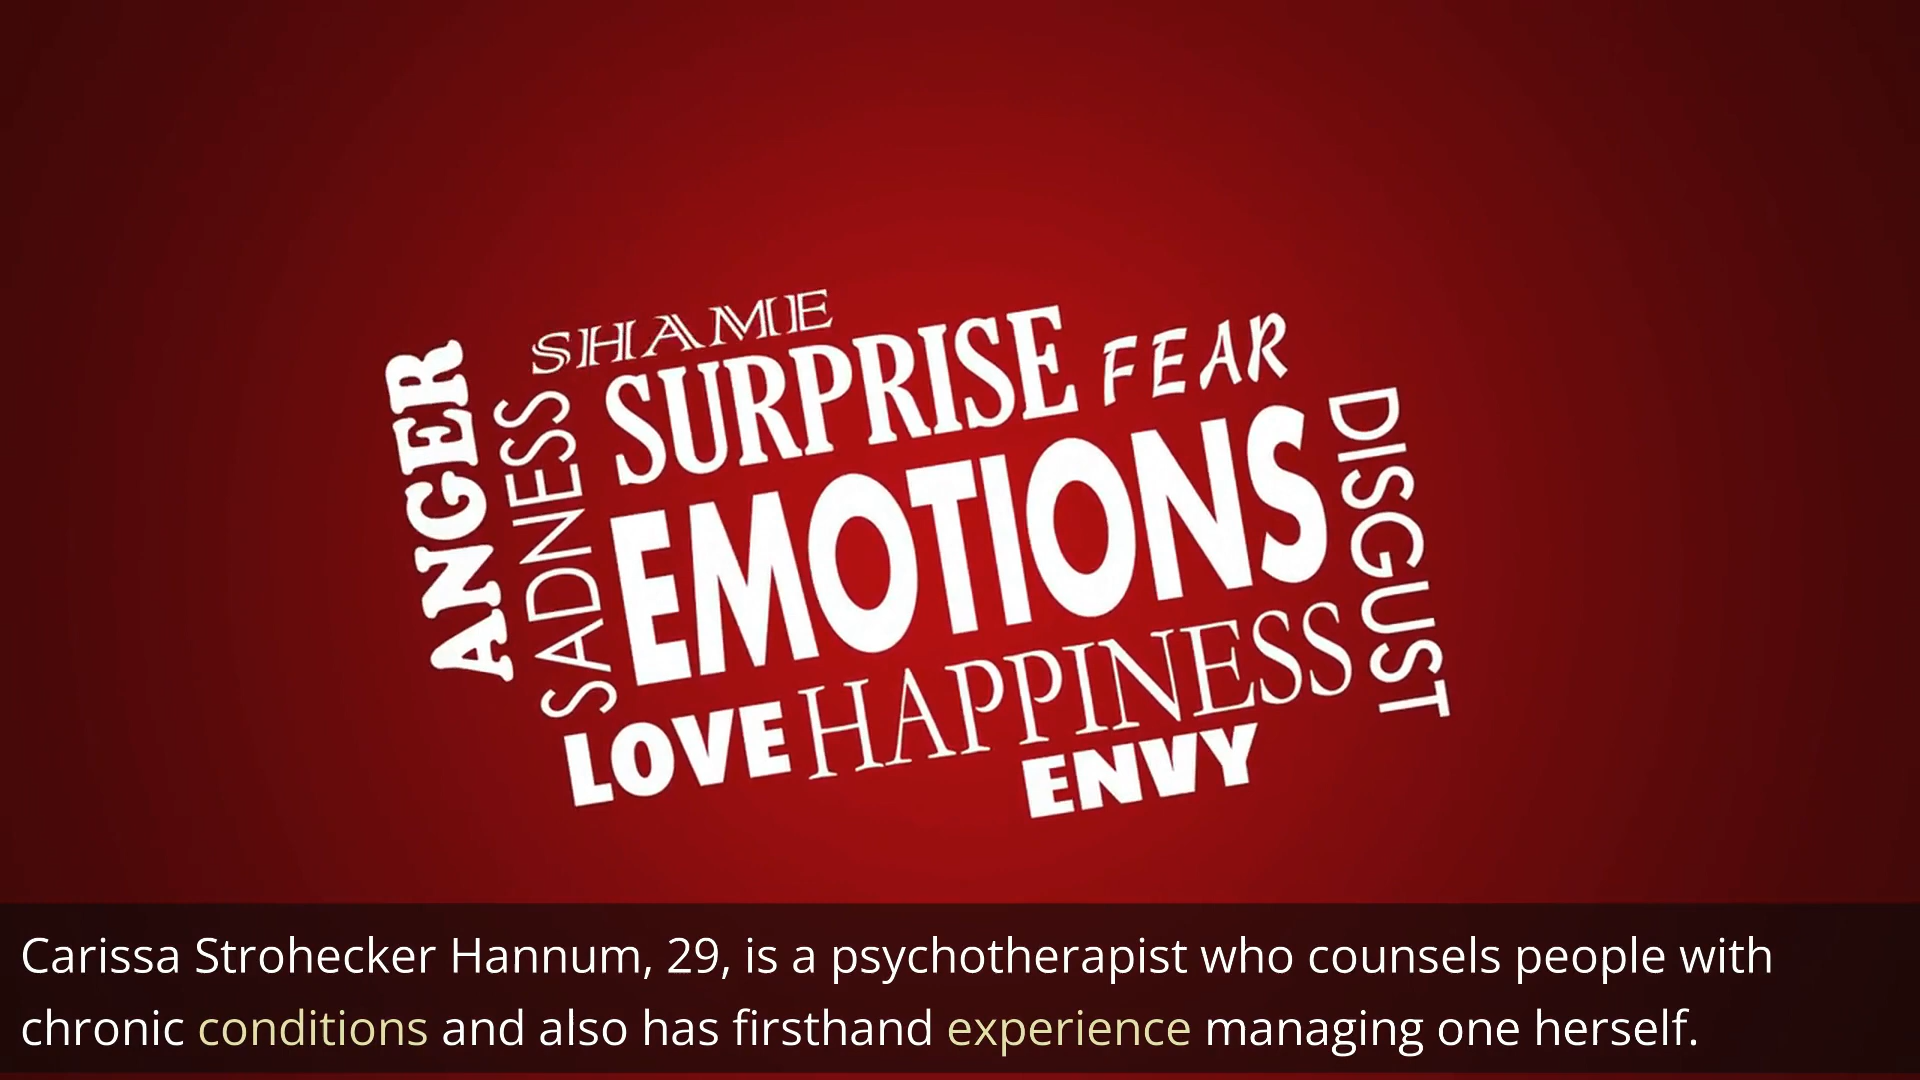 SHAME
SURPRISE
FEAR
ANGER
SADNESS
EMOTIONS
DISGUST
LOVE
HAPPINESS
ENVY
Carissa Strohecker Hannum, 29, is a psychotherapist who counsels people with
chronic conditions and also has firsthand experience managing one herself.